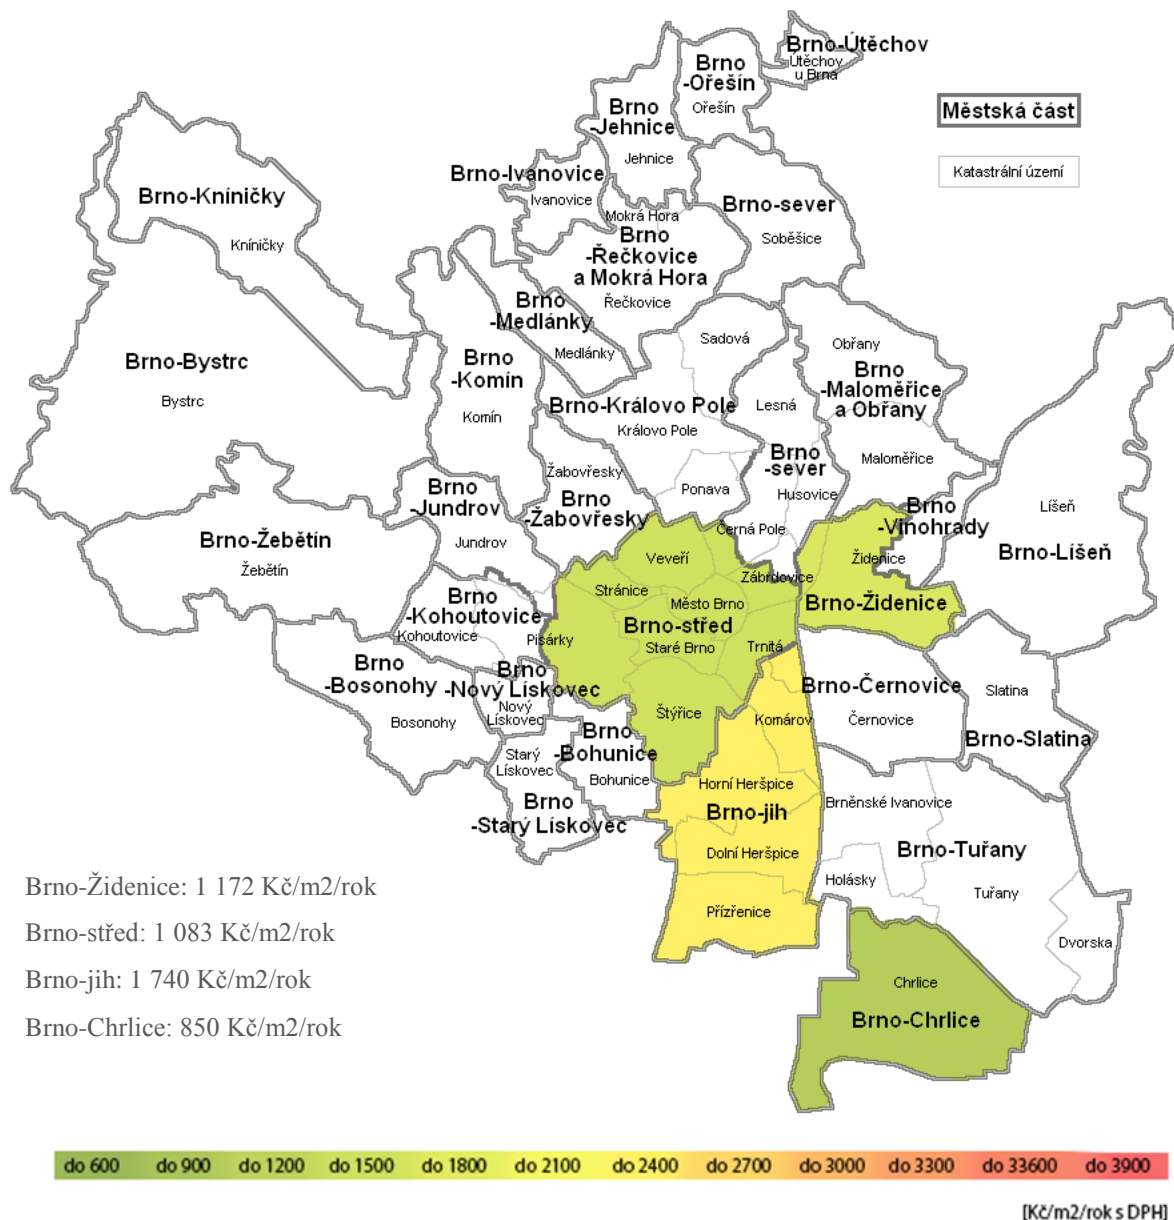 Brno-Útěchov
Útěchov
u Brna
Brno
-Ořešín
Ořešín
Městská část
Brno
-Jehnice
Jehnice
Katastrální území
Brno-Ivanovice
Ivanovice
Brno-Kníničky
Kníničky
Brno-sever
Soběšice
Mokrá Hora
Brno
-Řečkovice
a Mokrá Hora
Řečkovice
Brno
-Medlánky
Medlánky
Sadová
Obřany
Brno
-Maloměřice
a Obřany
Maloměřice
Brno-Bystrc
Bystrc
Brno
-Komín
Komín
Brno-Královo Pole
Královo Pole
Lesná
Brno
-sever
Husovice
Žabovřesky
Brno
-Žabovřesky
Ponava
Černá Pole
Brno
-Jundrov
Jundrov
Brno
-Vinohrady
Líšeň
Brno-Líšeň
Brno-Žebětín
Žebětín
Veveří
Židenice
Zábrdovice
Brno-Židenice
Stránice
Město Brno
Brno-střed
Staré Brno
Trnitá
Pisárky
Brno
-Kohoutovice
Kohoutovice
Brno
-Bosonohy
Bosonohy
Brno
-Nový Lískovec
Nový
Lískovec
Štýřice
Komárov
Brno-Černovice
Černovice
Slatina
Brno-Slatina
Starý
Lískovec
Brno
-Bohunice
Bohunice
Brno
-Starý Lískovec
Horní Heršpice
Brno-jih
Dolní Heršpice
Přízřenice
Brněnské Ivanovice
Brno-Tuřany
Holásky
Tuřany
Dvorska
Chrlice
Brno-Chrlice
Brno-Židenice: 1 172 Kč/m2/rok
Brno-střed: 1 083 Kč/m2/rok
Brno-jih: 1 740 Kč/m2/rok
Brno-Chrlice: 850 Kč/m2/rok
do 600 do 900 do 1200 do 1500 do 1800 do 2100 do 2400 do 2700 do 3000 do 3300 do 33600 do 3900
[Kč/m2/rok s DPH]